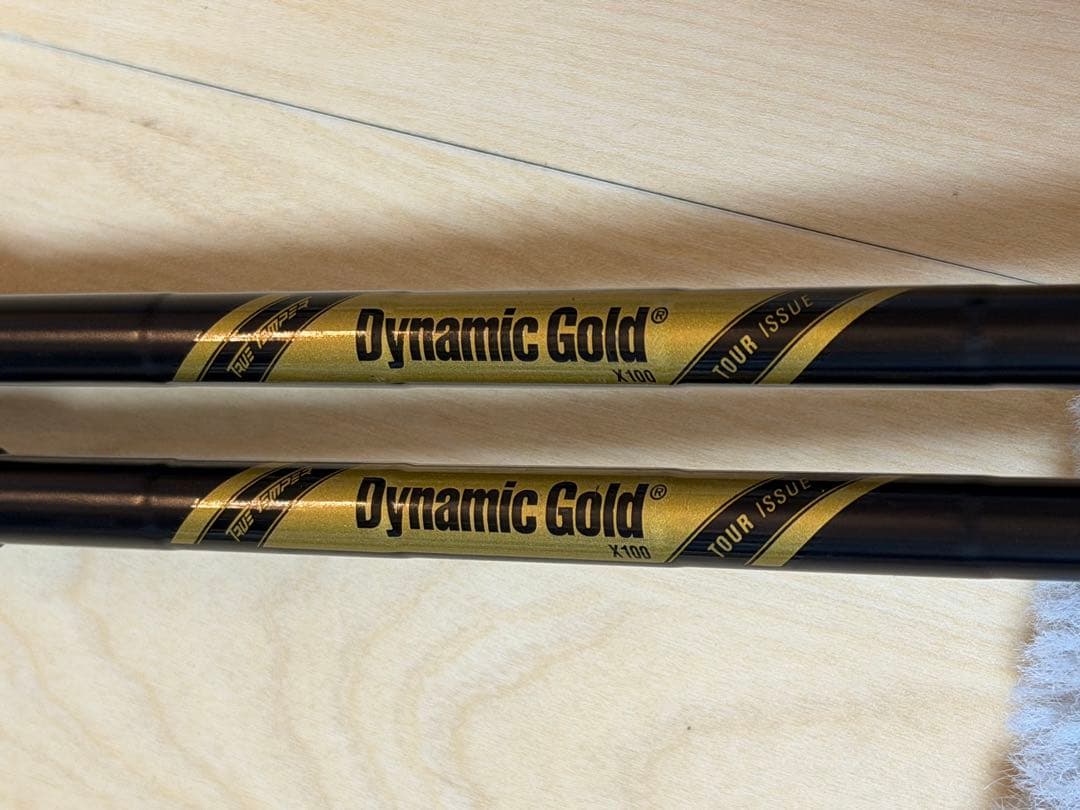 TRUE TEMPER
Dynamic Gold®
X100
TOUR ISSUE
TRUE TEMPER
Dynamic Gold®
X100
TOUR ISSUE